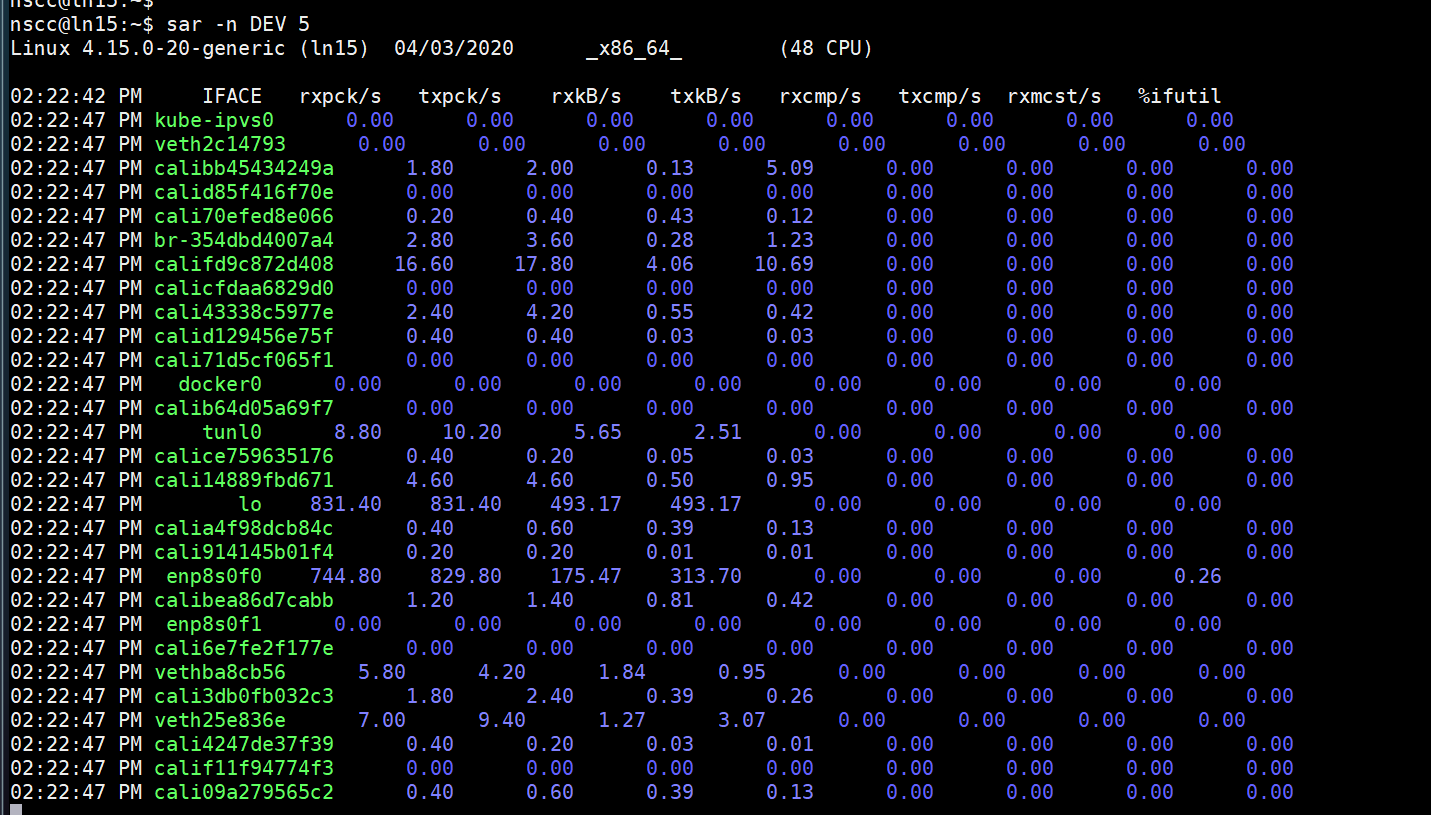 nscc@ln15:~$
nscc@ln15:~$ sar -n DEV 5
Linux 4.15.0-20-generic (ln15) 04/03/2020 _x86_64_ (48 CPU)
02:22:42 PM IFACE rxpck/s txpck/s rxkB/s txkB/s rxcmp/s txcmp/s rxmcst/s %ifutil
02:22:47 PM kube-ipvs0 0.00 0.00 0.00 0.00 0.00 0.00 0.00 0.00
02:22:47 PM veth2c14793 0.00 0.00 0.00 0.00 0.00 0.00 0.00 0.00
02:22:47 PM calibb45434249a 1.80 2.00 0.13 5.09 0.00 0.00 0.00 0.00
02:22:47 PM calid85f416f70e 0.00 0.00 0.00 0.00 0.00 0.00 0.00 0.00
02:22:47 PM cali70efed8e066 0.20 0.40 0.43 0.12 0.00 0.00 0.00 0.00
02:22:47 PM br-354dbd4007a4 2.80 3.60 0.28 1.23 0.00 0.00 0.00 0.00
02:22:47 PM califd9c872d408 16.60 17.80 4.06 10.69 0.00 0.00 0.00 0.00
02:22:47 PM calicfdaa6829d0 0.00 0.00 0.00 0.00 0.00 0.00 0.00 0.00
02:22:47 PM cali43338c5977e 2.40 4.20 0.55 0.42 0.00 0.00 0.00 0.00
02:22:47 PM calid129456e75f 0.40 0.40 0.03 0.03 0.00 0.00 0.00 0.00
02:22:47 PM cali71d5cf065f1 0.00 0.00 0.00 0.00 0.00 0.00 0.00 0.00
02:22:47 PM docker0 0.00 0.00 0.00 0.00 0.00 0.00 0.00 0.00
02:22:47 PM calib64d05a69f7 0.00 0.00 0.00 0.00 0.00 0.00 0.00 0.00
02:22:47 PM tunl0 8.80 10.20 5.65 2.51 0.00 0.00 0.00 0.00
02:22:47 PM calice759635176 0.40 0.20 0.05 0.03 0.00 0.00 0.00 0.00
02:22:47 PM cali14889fbd671 4.60 4.60 0.50 0.95 0.00 0.00 0.00 0.00
02:22:47 PM lo 831.40 831.40 493.17 493.17 0.00 0.00 0.00 0.00
02:22:47 PM calia4f98dcb84c 0.40 0.60 0.39 0.13 0.00 0.00 0.00 0.00
02:22:47 PM cali914145b01f4 0.20 0.20 0.01 0.01 0.00 0.00 0.00 0.00
02:22:47 PM enp8s0f0 744.80 829.80 175.47 313.70 0.00 0.00 0.00 0.26
02:22:47 PM calibea86d7cabb 1.20 1.40 0.81 0.42 0.00 0.00 0.00 0.00
02:22:47 PM enp8s0f1 0.00 0.00 0.00 0.00 0.00 0.00 0.00 0.00
02:22:47 PM cali6e7fe2f177e 0.00 0.00 0.00 0.00 0.00 0.00 0.00 0.00
02:22:47 PM vethba8cb56 5.80 4.20 1.84 0.95 0.00 0.00 0.00 0.00
02:22:47 PM cali3db0fb032c3 1.80 2.40 0.39 0.26 0.00 0.00 0.00 0.00
02:22:47 PM veth25e836e 7.00 9.40 1.27 3.07 0.00 0.00 0.00 0.00
02:22:47 PM cali4247de37f39 0.40 0.20 0.03 0.01 0.00 0.00 0.00 0.00
02:22:47 PM califf11f94774f3 0.00 0.00 0.00 0.00 0.00 0.00 0.00 0.00
02:22:47 PM cali09a279565c2 0.40 0.60 0.39 0.13 0.00 0.00 0.00 0.00